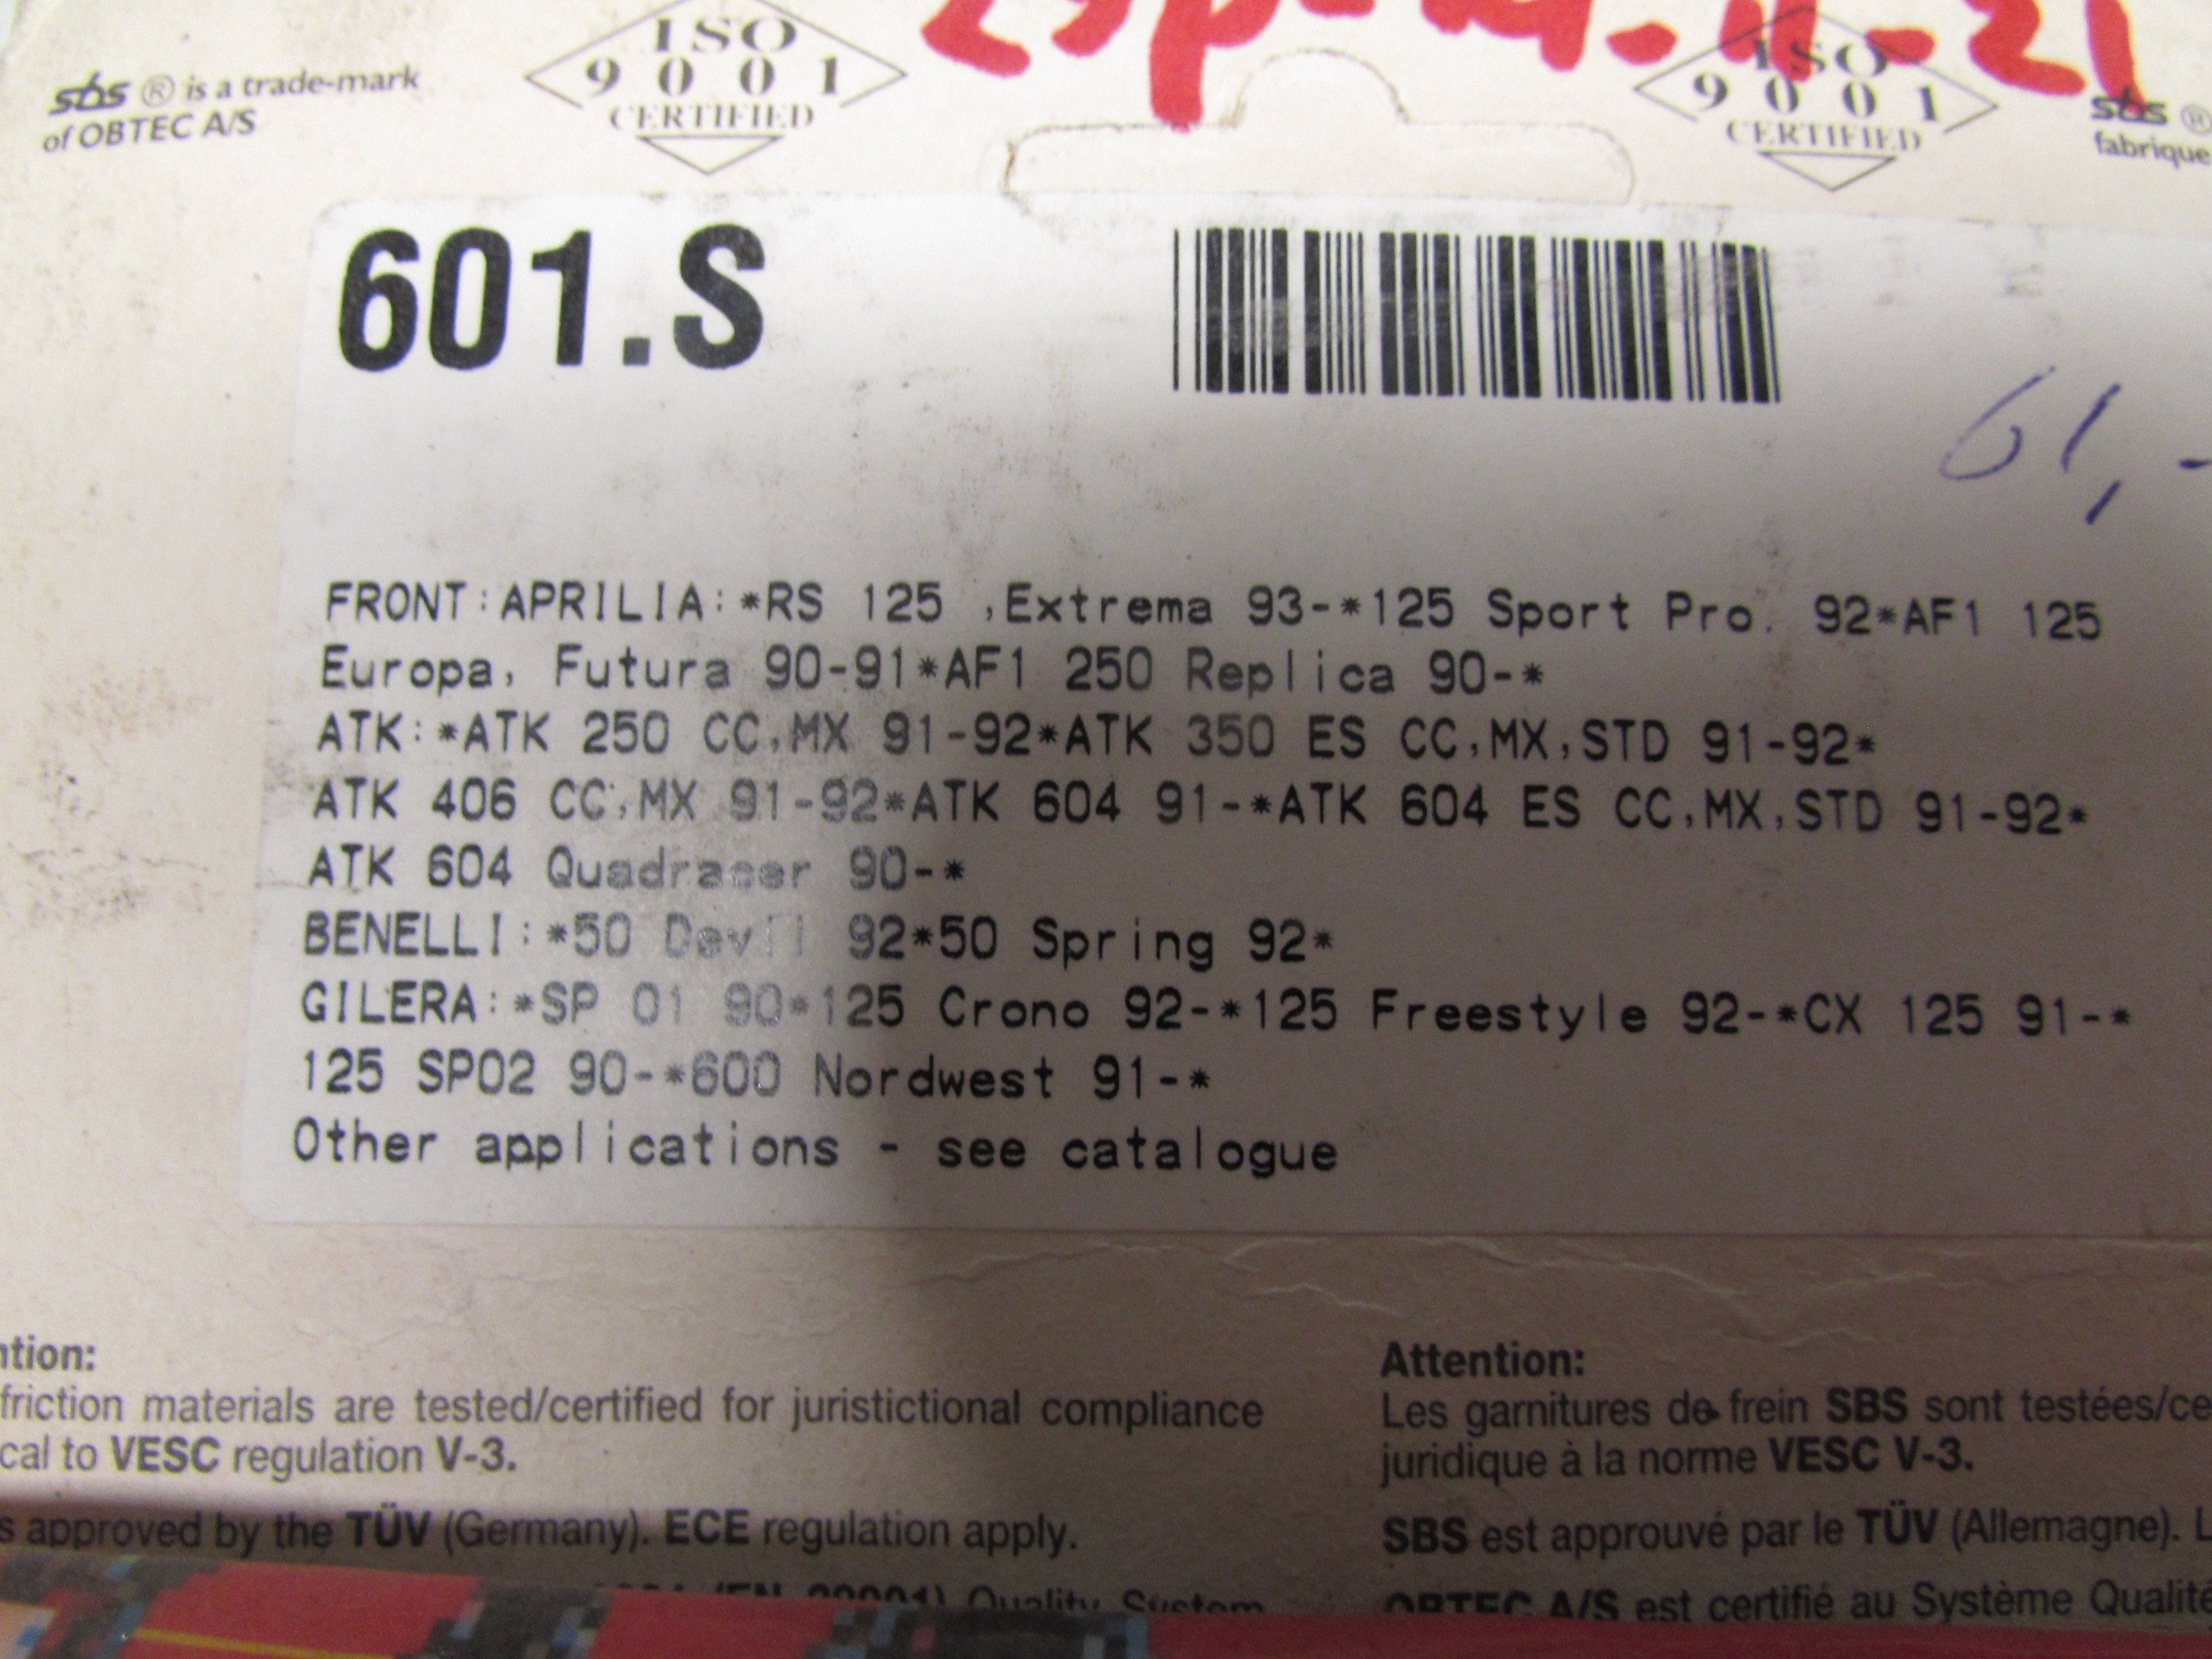 sbs ® is a trade-mark
of OBTEC A/S
ISO
9001
CERTIFIED
ISO
9001
CERTIFIED
sbs ®
fabrique
601.S
61,-
FRONT:APRILIA:*RS 125 ,Extrema 93-*125 Sport Pro. 92*AF1 125
Europa, Futura 90-91*AF1 250 Replica 90-*
ATK:*ATK 250 CC,MX 91-92*ATK 350 ES CC,MX,STD 91-92*
ATK 406 CC,MX 91-92*ATK 604 91-*ATK 604 ES CC,MX,STD 91-92*
ATK 604 Quadracer 90-*
BENELLI:*50 Devil 92*50 Spring 92*
GILERA:*SP 01 90*125 Crono 92-*125 Freestyle 92-*CX 125 91-*
125 SP02 90-*600 Nordwest 91-*
Other applications - see catalogue
ntion:
friction materials are tested/certified for juristictional compliance
cal to VESC regulation V-3.
s approved by the TÜV (Germany). ECE regulation apply.
(EN 29001) Quality System
Attention:
Les garnitures de frein SBS sont testées/ce
juridique à la norme VESC V-3.
SBS est approuvé par le TÜV (Allemagne). L
OBTEC A/S est certifié au Système Qualité